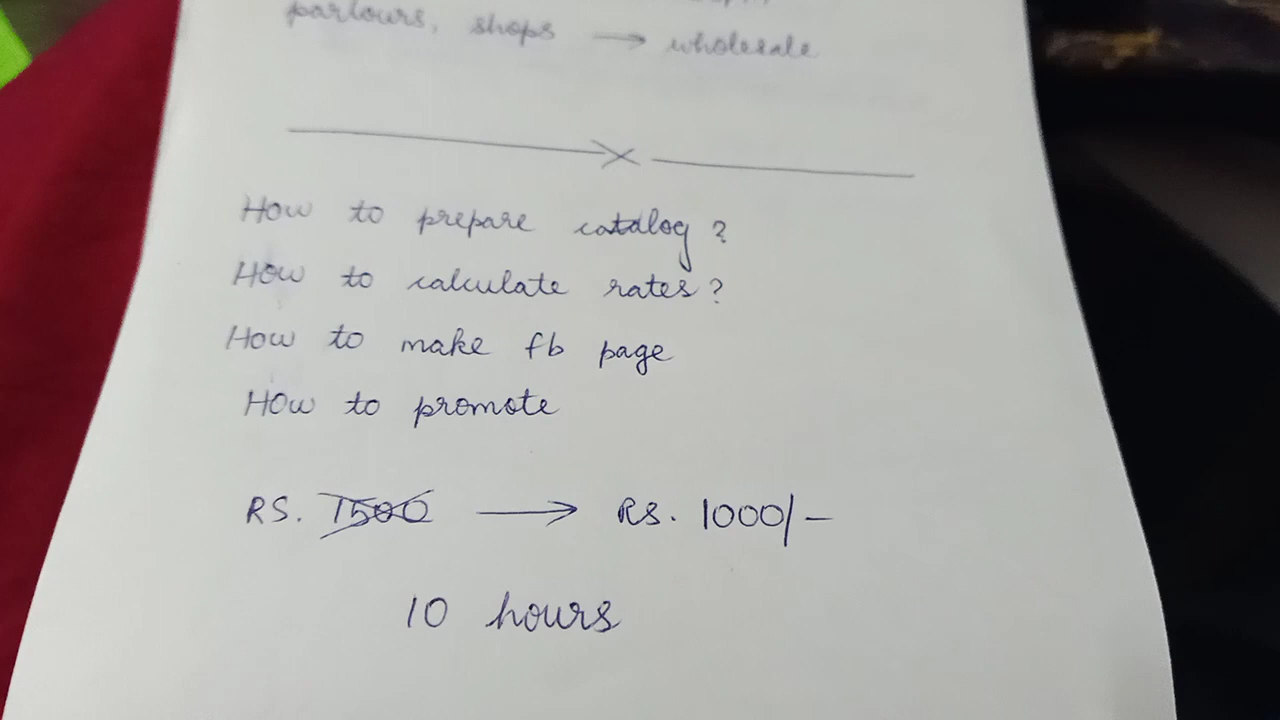 parlours, shops → wholesale
How to prepare catalog?
How to calculate rates?
How to make fb page
How to promote
RS. 1500 → RS. 1000/-
10 hours